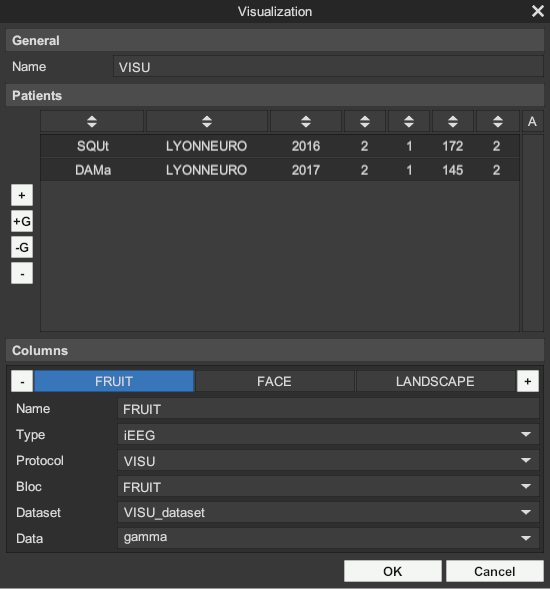 Visualization
General
Name VISU
Patients
A
SQUt LYONNEURO 2016 2 1 172 2
DAMa LYONNEURO 2017 2 1 145 2
+
+G
-G
-
Columns
- FRUIT FACE LANDSCAPE +
Name FRUIT
Type iEEG
Protocol VISU
Bloc FRUIT
Dataset VISU_dataset
Data gamma
OK Cancel